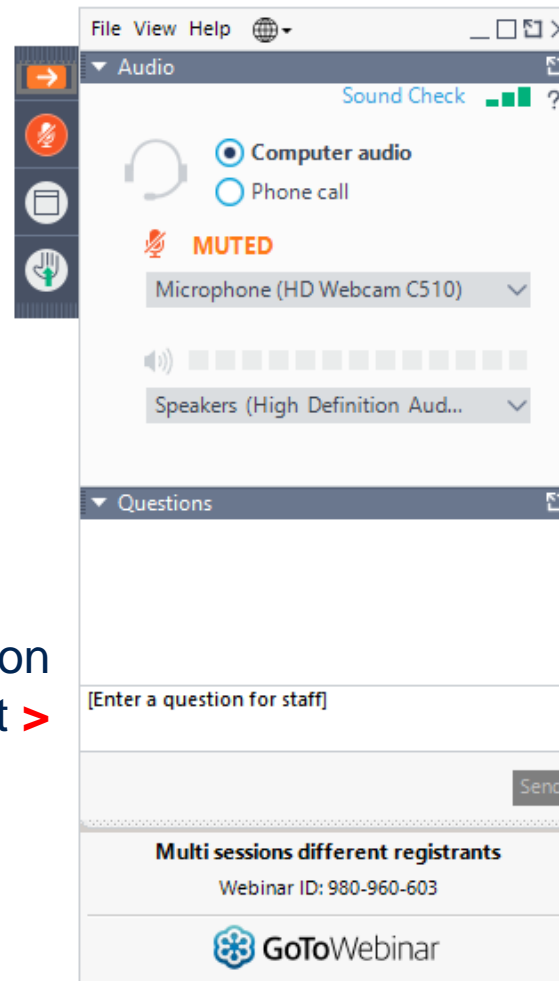 File View Help
Audio
Sound Check
?
Computer audio
Phone call
MUTED
Microphone (HD Webcam C510)
Speakers (High Definition Aud...
Questions
on
t >
[Enter a question for staff]
Send
Multi sessions different registrants
Webinar ID: 980-960-603
GoToWebinar